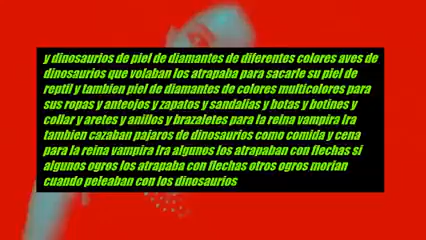 y dinosaurios de piel de diamantes de diferentes colores aves de
dinosaurios que volaban los atrapaba para sacarle su piel de
reptil y tambien piel de diamantes de colores multicolores para
sus ropas y anteojos y zapatos y sandalias y botas y botines y
collar y aretes y anillos y brazaletes para la reina vampira Ira
tambien cazaban pajaros de dinosaurios como comida y cena
para la reina vampira Ira algunos los atrapaban con flechas si
algunos ogros los atrapaba con flechas otros ogros morian
cuando peleaban con los dinosaurios